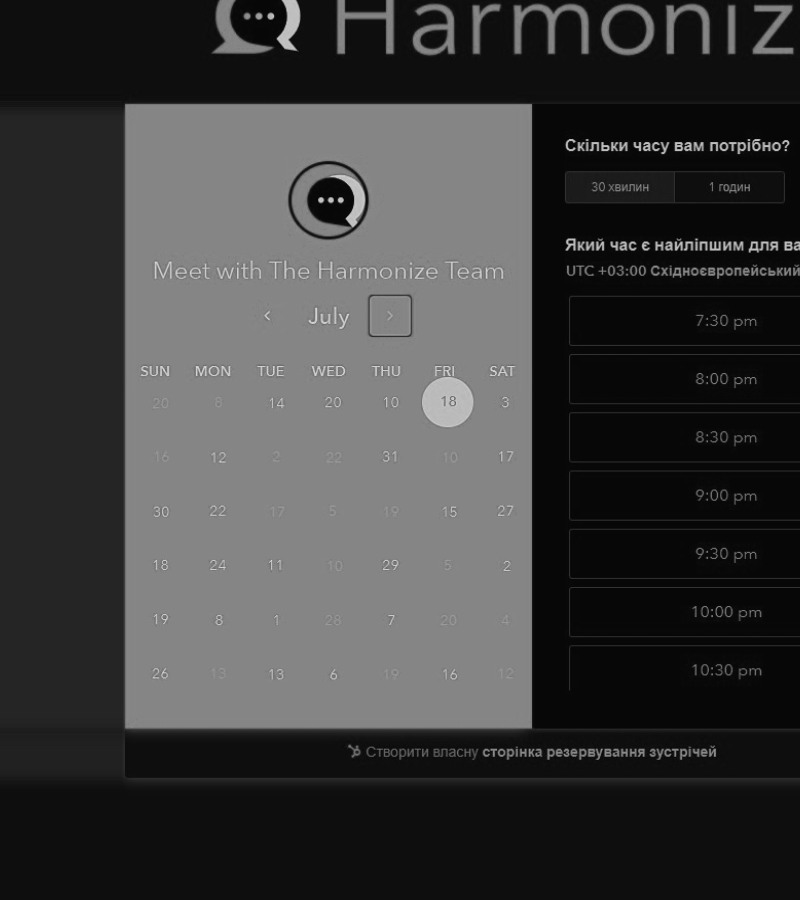 Harmoniz
Meet with The Harmonize Team
July
SUN MON TUE WED THU FRI SAT
20 8 14 20 10 18 3
16 12 2 22 31 10 17
30 22 17 5 19 15 27
18 24 11 10 29 5 2
19 8 1 28 7 20 4
26 13 13 6 19 16 12
Скільки часу вам потрібно?
30 хвилин 1 годин
Який час є найліпшим для ва
UTC +03:00 Східноєвропейський
7:30 pm
8:00 pm
8:30 pm
9:00 pm
9:30 pm
10:00 pm
10:30 pm
Створити власну сторінка резервування зустрічей